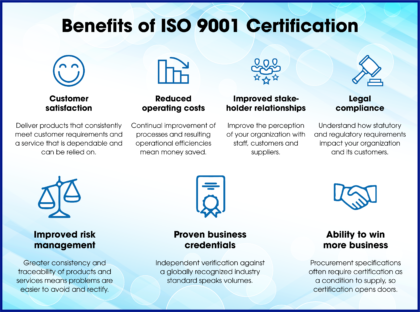 Benefits of ISO 9001 Certification
Customer
satisfaction
Deliver products that consistently
meet customer requirements and
a service that is dependable and
can be relied on.
Reduced
operating costs
Continual improvement of
processes and resulting
operational efficiencies
mean money saved.
Improved stake-
holder relationships
Improve the perception
of your organization with
staff, customers and
suppliers.
Legal
compliance
Understand how statutory
and regulatory requirements
impact your organization
and its customers.
Improved risk
management
Greater consistency and
traceability of products and
services means problems are
easier to avoid and rectify.
Proven business
credentials
Independent verification against
a globally recognized industry
standard speaks volumes.
Ability to win
more business
Procurement specifications
often require certification as
a condition to supply, so
certification opens doors.